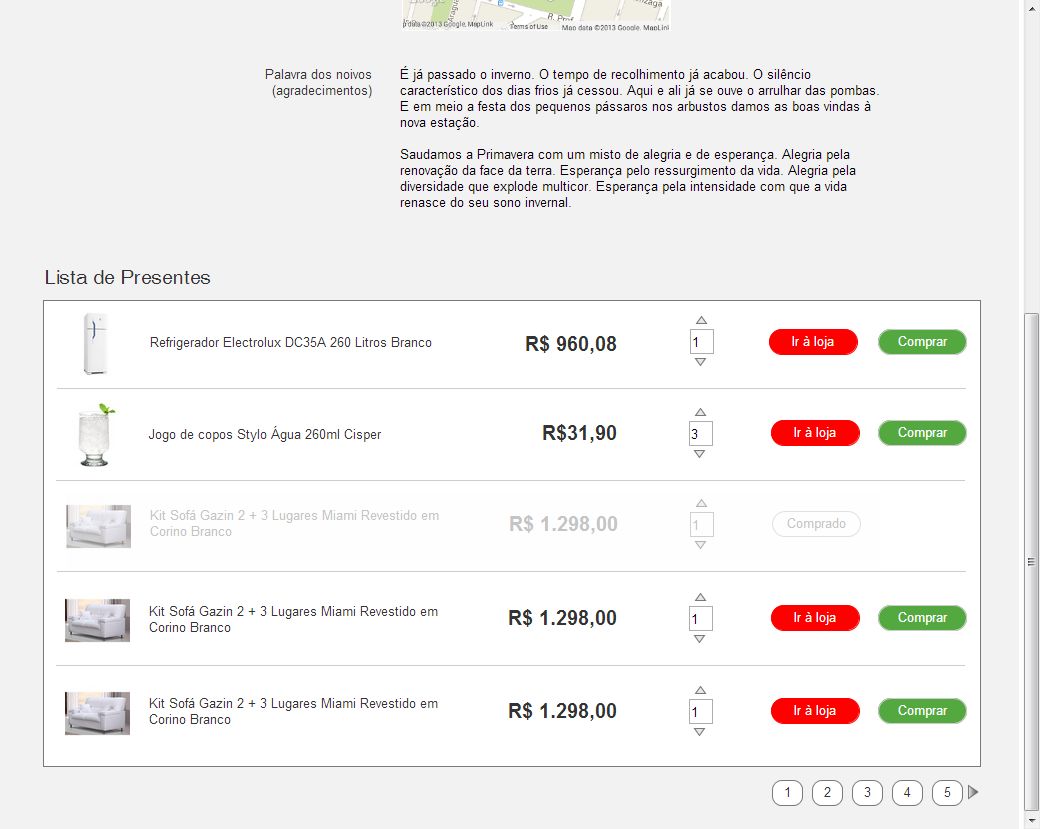 p data ©2013 Google, MapLink
Terms of Use
Map data ©2013 Google, MapLink
R. Prof.
Palavra dos noivos
(agradecimentos)
É já passado o inverno. O tempo de recolhimento já acabou. O silêncio
característico dos dias frios já cessou. Aqui e ali já se ouve o arrulhar das pombas.
E em meio a festa dos pequenos pássaros nos arbustos damos as boas vindas à
nova estação.
Saudamos a Primavera com um misto de alegria e de esperança. Alegria pela
renovação da face da terra. Esperança pelo ressurgimento da vida. Alegria pela
diversidade que explode multicor. Esperança pela intensidade com que a vida
renasce do seu sono invernal.
Lista de Presentes
Refrigerador Electrolux DC35A 260 Litros Branco
R$ 960,08
1
Ir à loja
Comprar
Jogo de copos Stylo Água 260ml Cisper
R$31,90
3
Ir à loja
Comprar
Kit Sofá Gazin 2 + 3 Lugares Miami Revestido em
Corino Branco
R$ 1.298,00
1
Comprado
Kit Sofá Gazin 2 + 3 Lugares Miami Revestido em
Corino Branco
R$ 1.298,00
1
Ir à loja
Comprar
Kit Sofá Gazin 2 + 3 Lugares Miami Revestido em
Corino Branco
R$ 1.298,00
1
Ir à loja
Comprar
1 2 3 4 5